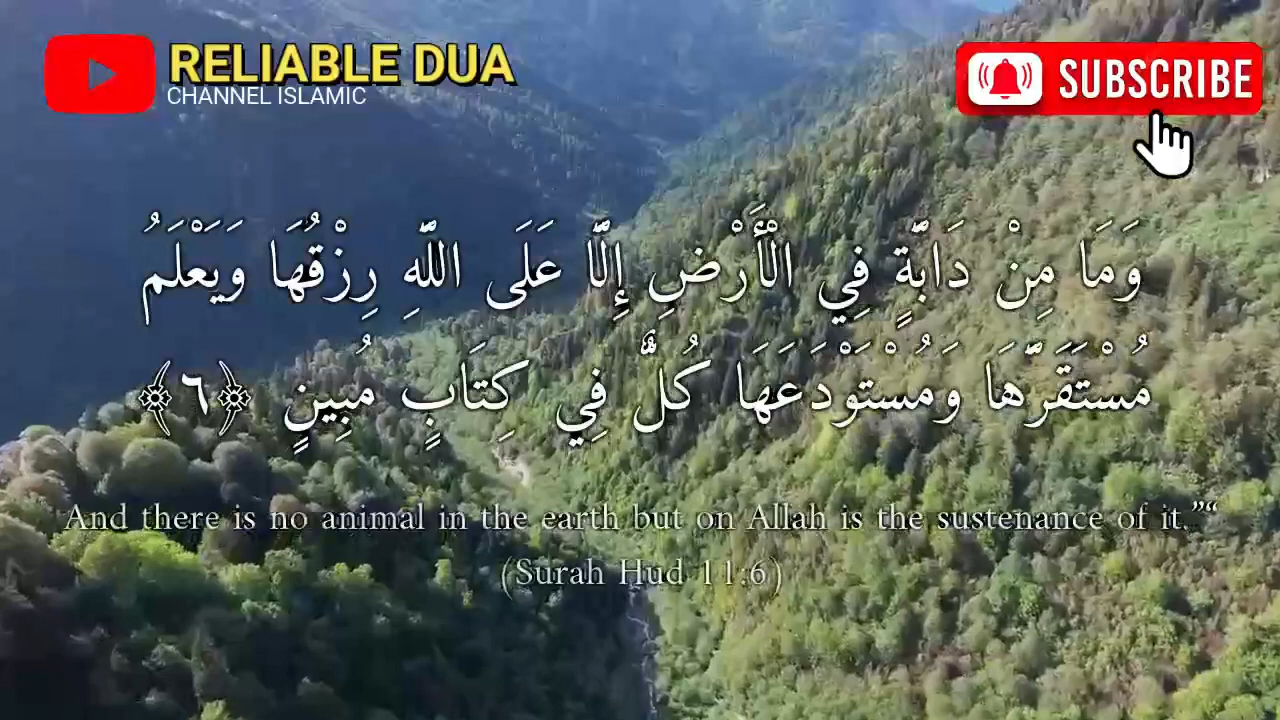 RELIABLE DUA
CHANNEL ISLAMIC
SUBSCRIBE
وَمَا مِنْ دَابَّةٍ فِي الْأَرْضِ إِلَّا عَلَى اللَّهِ رِزْقُهَا وَيَعْلَمُ
مُسْتَقَرَّهَا وَمُسْتَوْدَعَهَا كُلٌّ فِي كِتَابٍ مُبِينٍ ﴿٦﴾
And there is no animal in the earth but on Allah is the sustenance of it.”“
(Surah Hud 11:6)